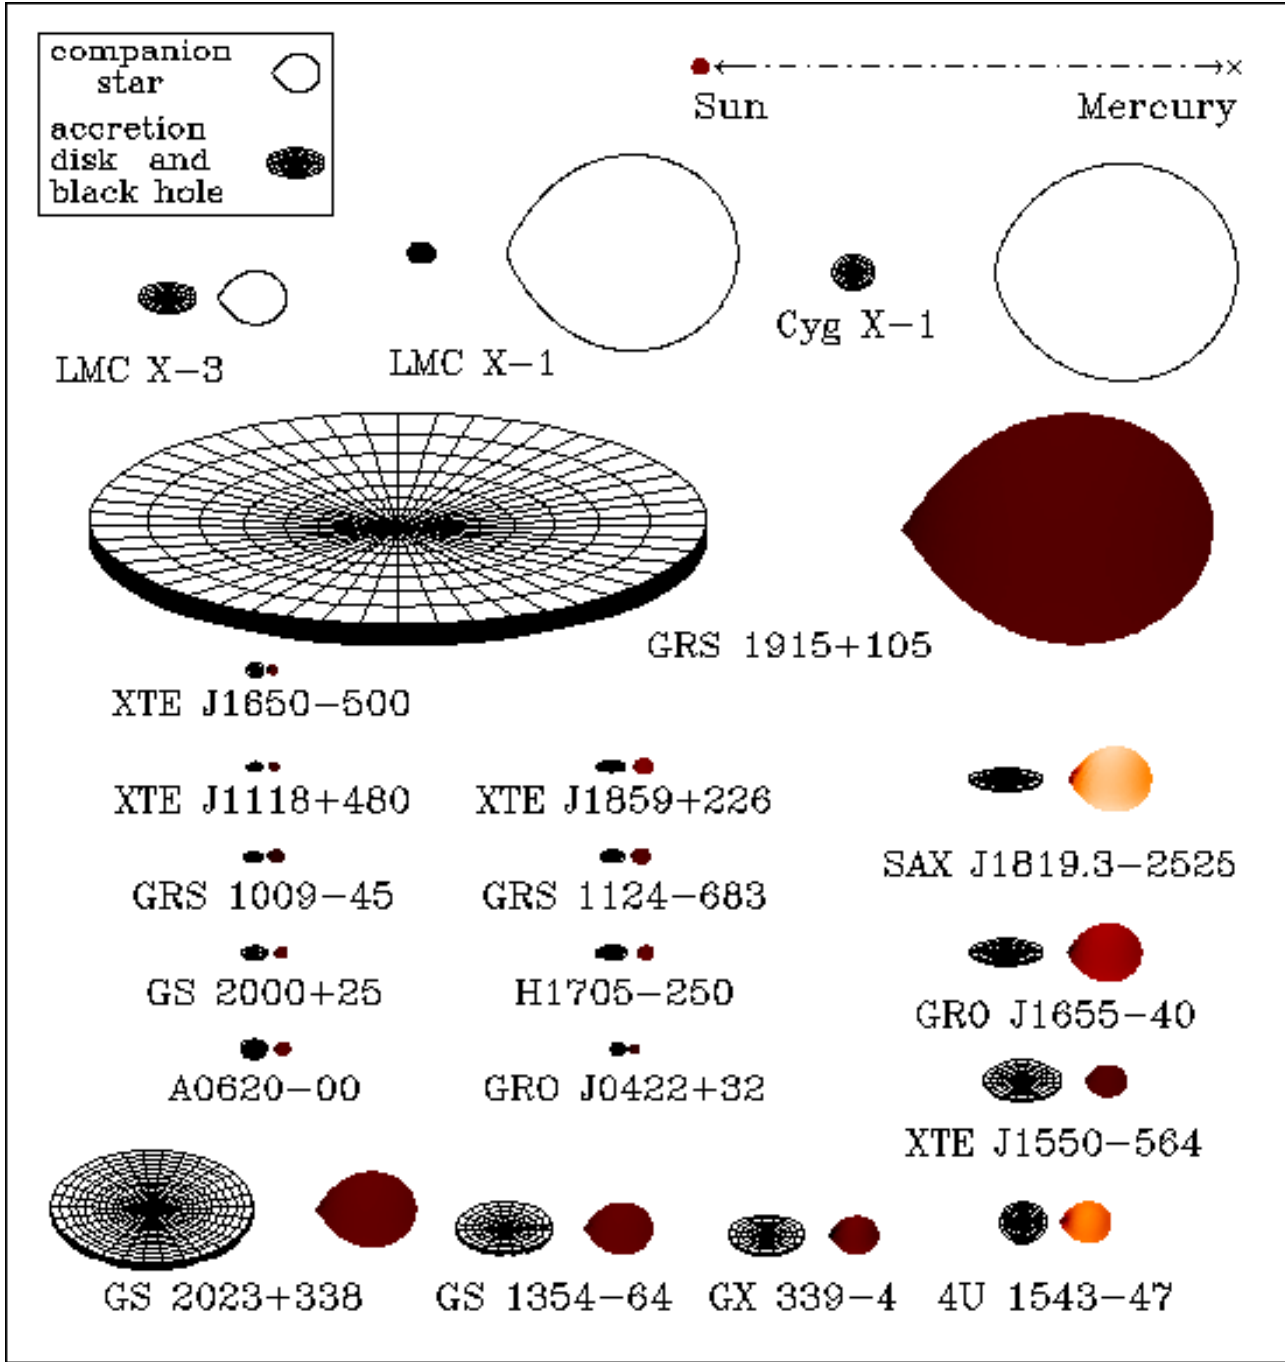 companion
star
accretion
disk and
black hole
Sun
Mercury
LMC X-3
LMC X-1
Cyg X-1
GRS 1915+105
XTE J1650-500
XTE J1118+480
XTE J1859+226
SAX J1819.3-2525
GRS 1009-45
GRS 1124-683
GS 2000+25
H1705-250
GRO J1655-40
A0620-00
GRO J0422+32
XTE J1550-564
GS 2023+338
GS 1354-64
GX 339-4
4U 1543-47